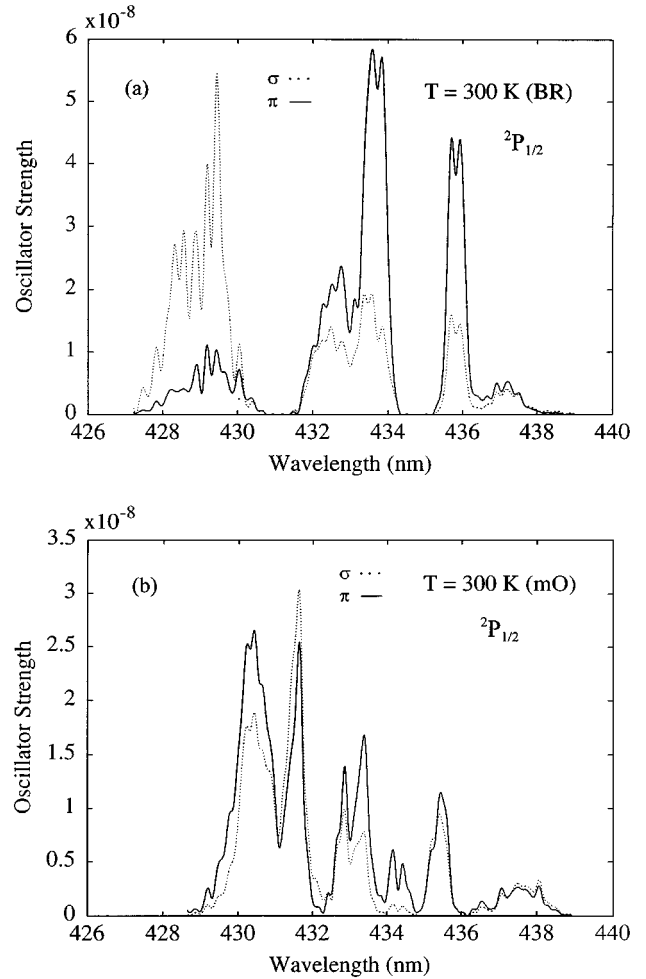 x10-8
6
5
4
3
2
1
0
Oscillator Strength
(a)
σ ····
π —
T = 300 K (BR)
2P1/2
426 428 430 432 434 436 438 440
Wavelength (nm)
x10-8
3.5
3
2.5
2
1.5
1
0.5
0
Oscillator Strength
(b)
σ ····
π —
T = 300 K (mO)
2P1/2
426 428 430 432 434 436 438 440
Wavelength (nm)